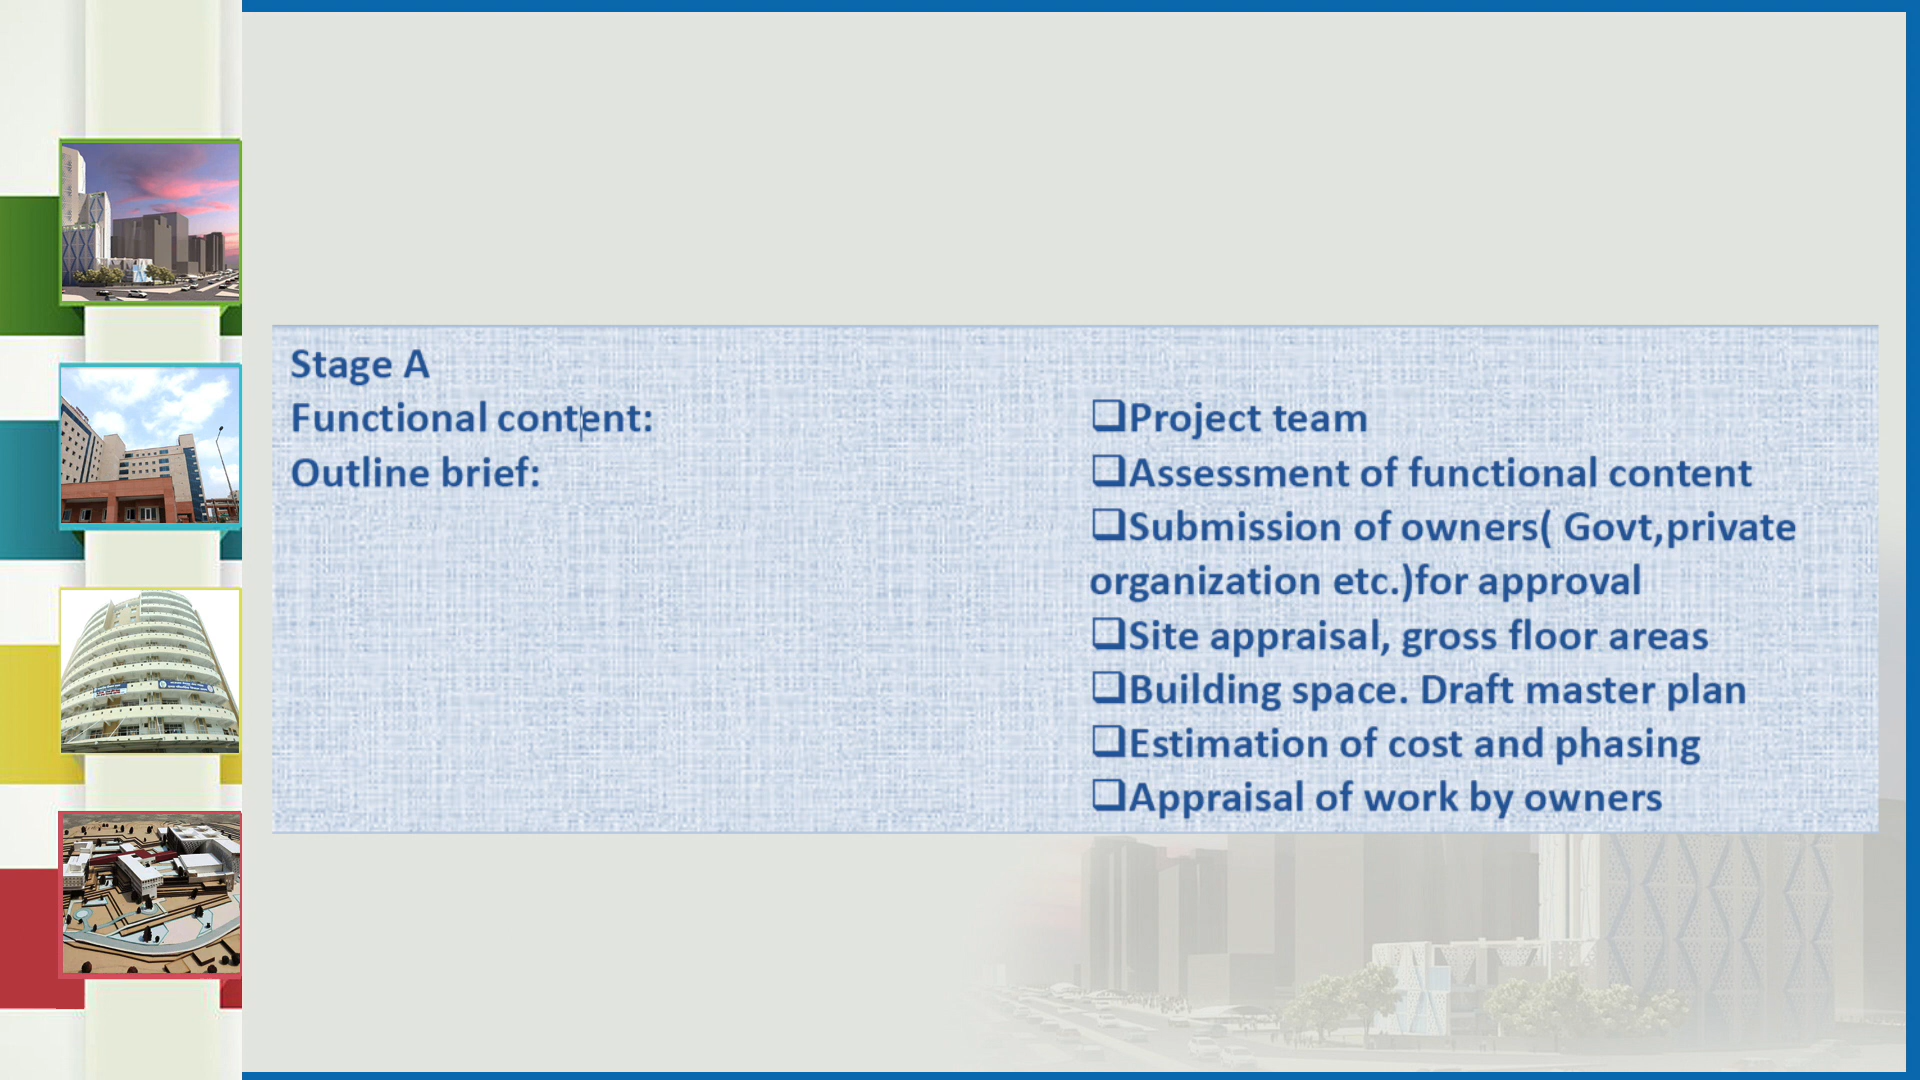 Stage A
Functional content:
Outline brief:
❑Project team
❑Assessment of functional content
❑Submission of owners( Govt,private
organization etc.)for approval
❑Site appraisal, gross floor areas
❑Building space. Draft master plan
❑Estimation of cost and phasing
❑Appraisal of work by owners